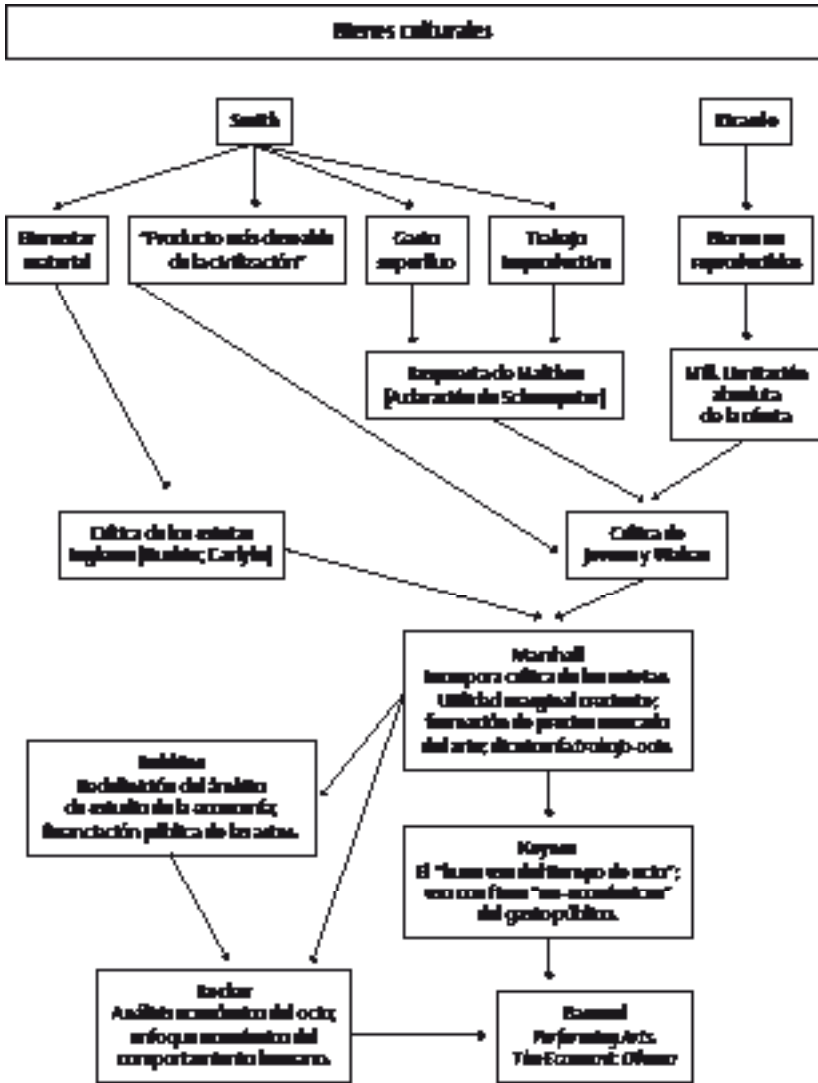 Bienes culturales
Smith
Ricardo
Bienestar
material
"Producto más deseable
de la civilización"
Gasto
superfluo
Trabajo
improductivo
Bienes no
reproducibles
Respuesta de Malthus
[Aclaración de Schumpeter]
Mill. Limitación
absoluta
de la oferta
Crítica de los estetas
ingleses [Ruskin; Carlyle]
Crítica de
Jevons y
Marshall
Incorpora crítica de los estetas.
Utilidad marginal creciente;
formación de precios mercado
del arte; dicotomía trabajo-ocio.
Robbins
Redefinición del ámbito
de estudio de la economía;
financiación pública de las artes.
Keynes
El "buen uso del tiempo de ocio";
uso con fines "no-económicos"
del gasto público.
Becker
Análisis económico del ocio;
enfoque económico del
comportamiento humano.
Baumol
Performing Arts.
The Economic Dilemma